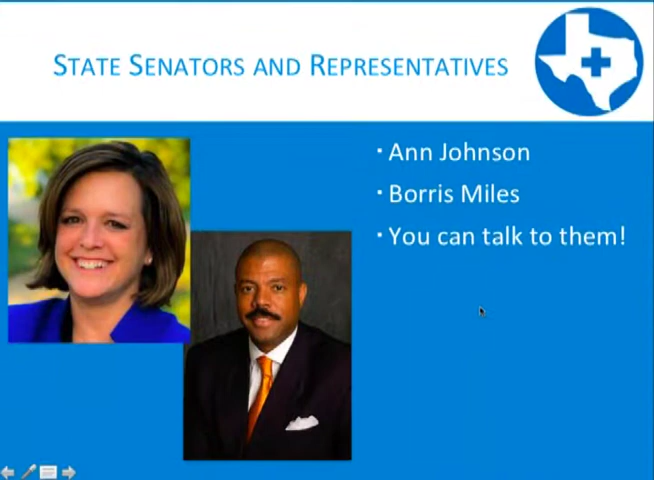 STATE SENATORS AND REPRESENTATIVES
· Ann Johnson
· Borris Miles
· You can talk to them!